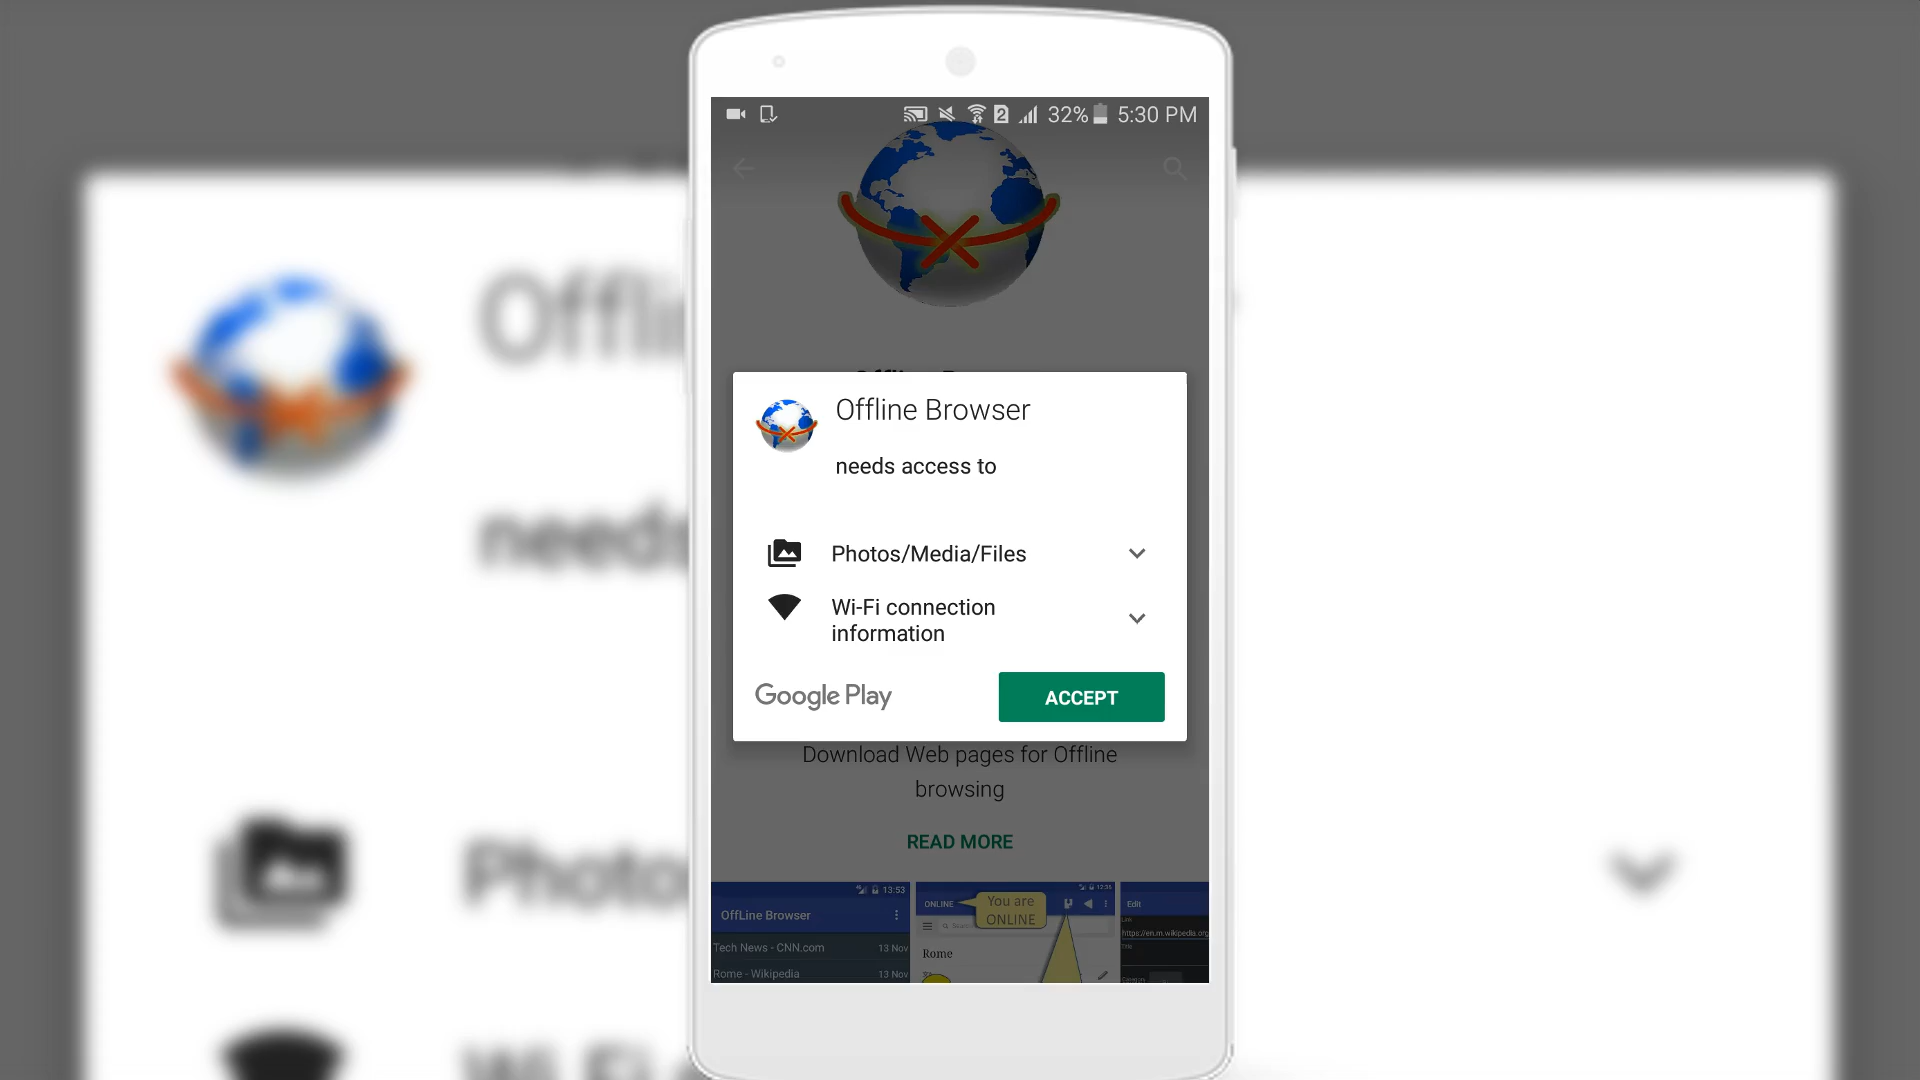 32% 5:30 PM
Offline Browser
needs access to
Photos/Media/Files
Wi-Fi connection
information
Google Play
ACCEPT
Download Web pages for Offline
browsing
READ MORE
13:53
OffLine Browser
Tech News - CNN.com 13 Nov
Rome - Wikipedia 13 Nov
ONLINE
You are
ONLINE
Rome
Edit
https://en.m.wikipedia.org
Title